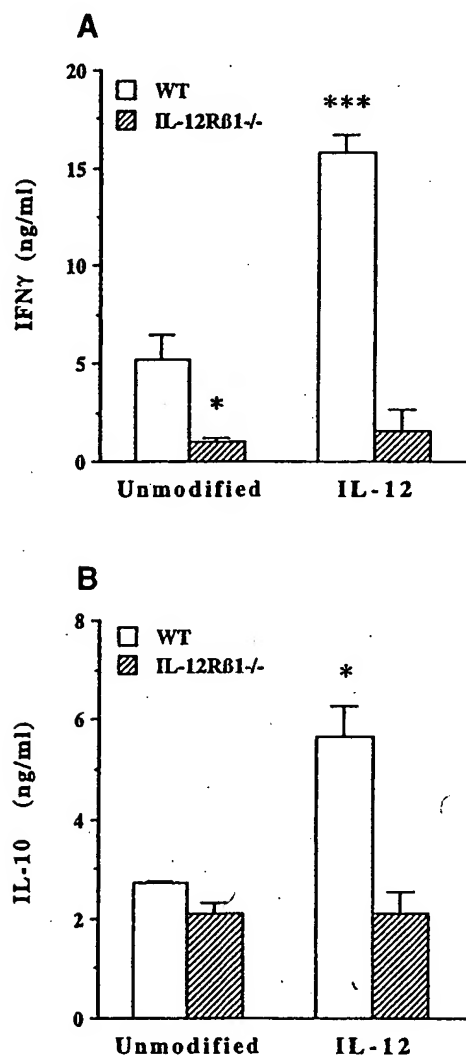 A
20
15
10
5
0
IFNγ (ng/ml)
WT
IL-12Rß1-/-
*
***
Unmodified
IL-12
B
8
6
4
2
0
IL-10 (ng/ml)
WT
IL-12Rß1-/-
*
Unmodified
IL-12